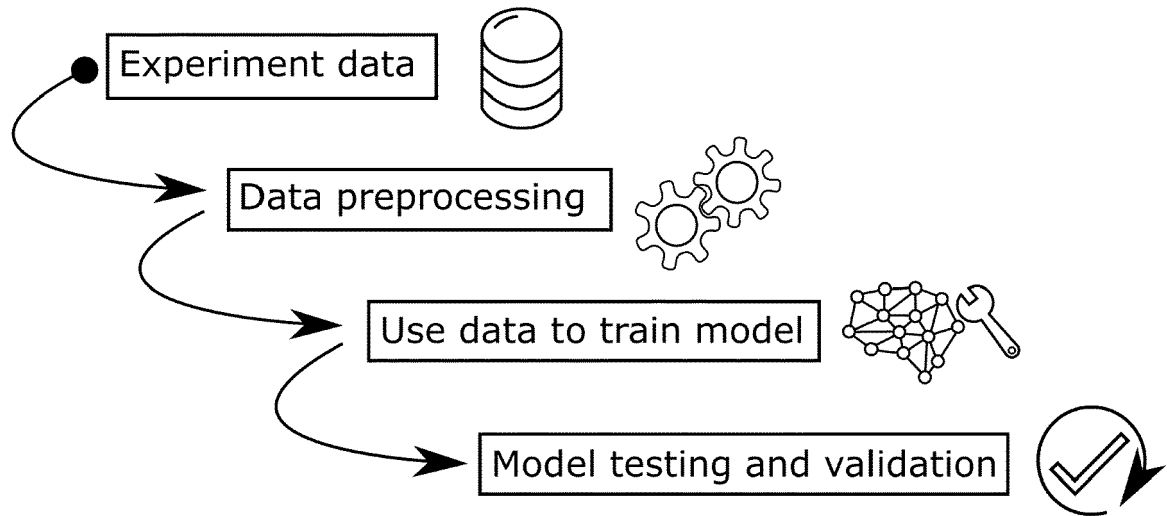 Experiment data
Data preprocessing
Use data to train model
Model testing and validation